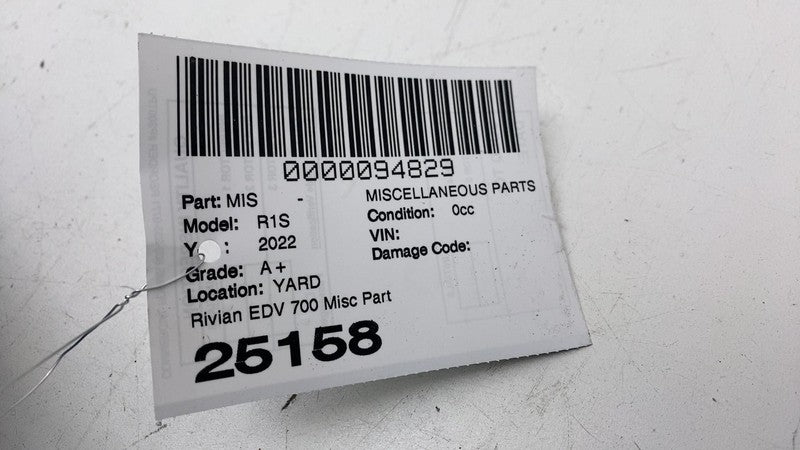 0000094829
Part: MIS - MISCELLANEOUS PARTS
Model: R1S Condition: 0cc
Y : 2022 VIN:
Grade: A+ Damage Code:
Location: YARD
Rivian EDV 700 Misc Part
25158